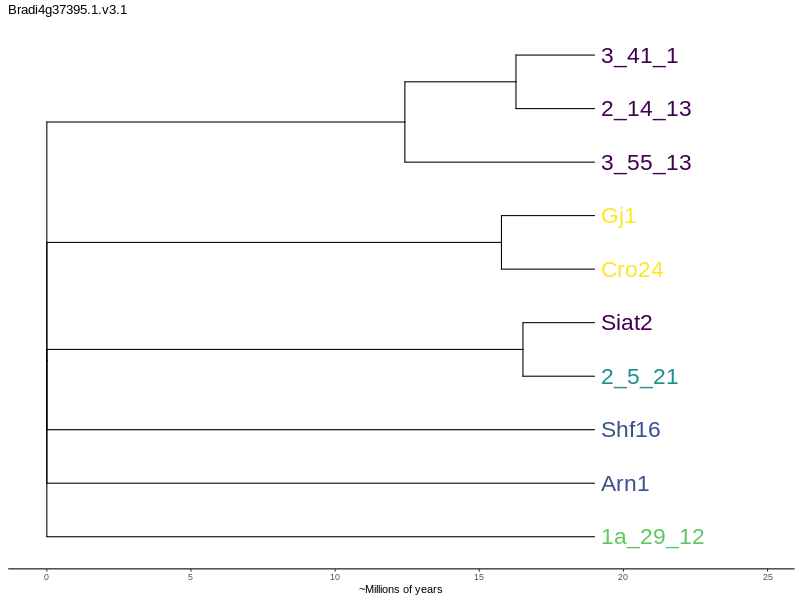 Bradi4g37395.1.v3.1
3_41_1
2_14_13
3_55_13
Gj1
Cro24
Siat2
2_5_21
Shf16
Arn1
1a_29_12
0 5 10 15 20 25
~Millions of years